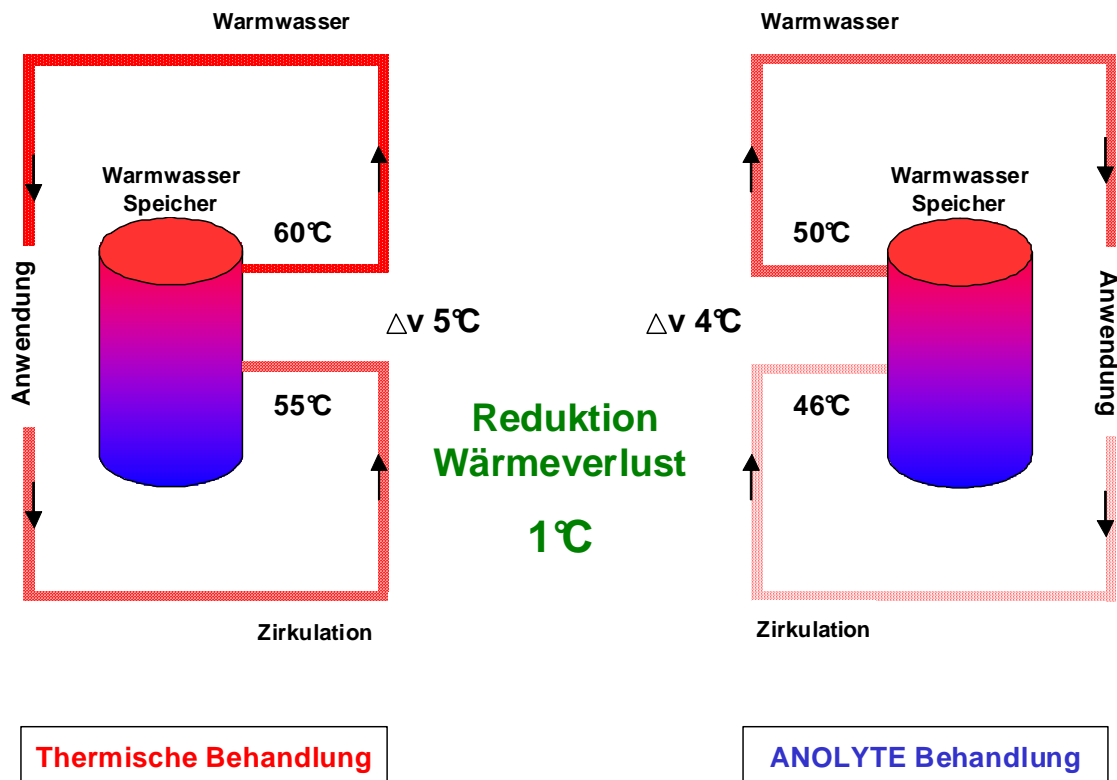 Warmwasser
Warmwasser
Warmwasser
Speicher
60°C
Anwendung
△v 5°C
55°C
Zirkulation
Warmwasser
Speicher
50°C
Anwendung
△v 4°C
46°C
Zirkulation
Reduktion
Wärmeverlust
1°C
Thermische Behandlung
ANOLYTE Behandlung